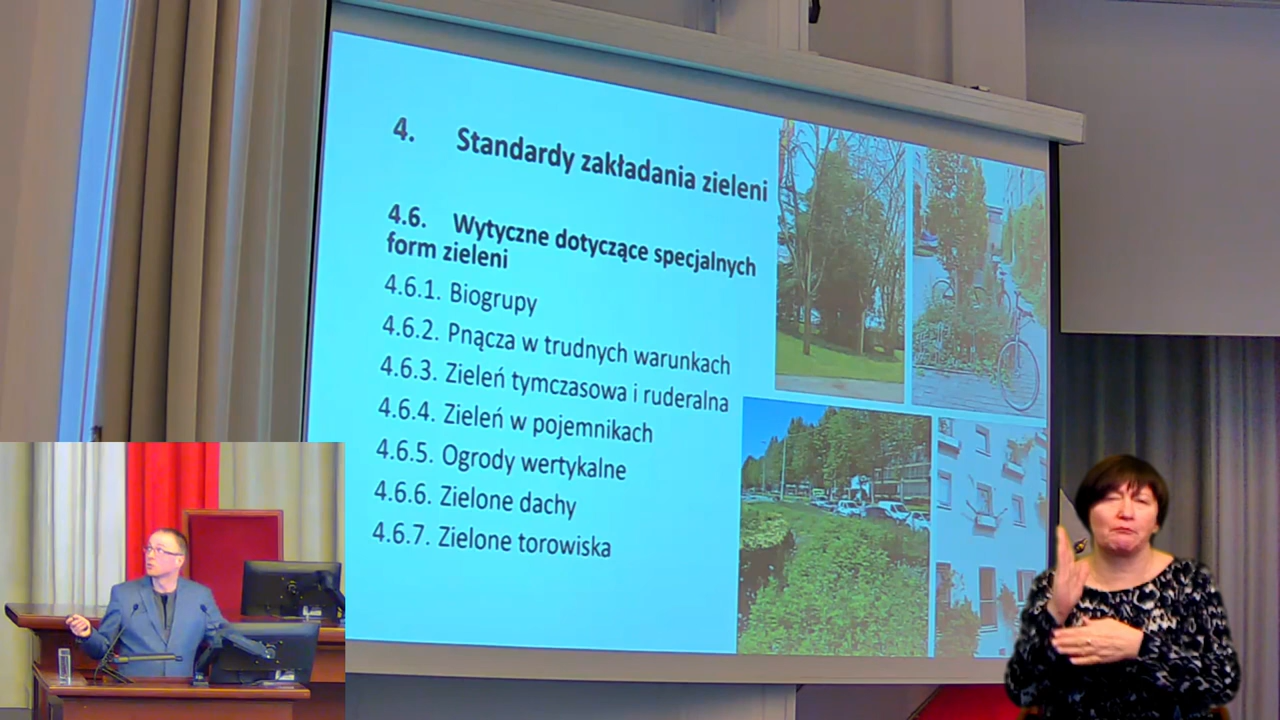 4. Standardy zakładania zieleni
4.6. Wytyczne dotyczące specjalnych
form zieleni
4.6.1. Biogrupy
4.6.2. Pnącza w trudnych warunkach
4.6.3. Zieleń tymczasowa i ruderalna
4.6.4. Zieleń w pojemnikach
4.6.5. Ogrody wertykalne
4.6.6. Zielone dachy
4.6.7. Zielone torowiska